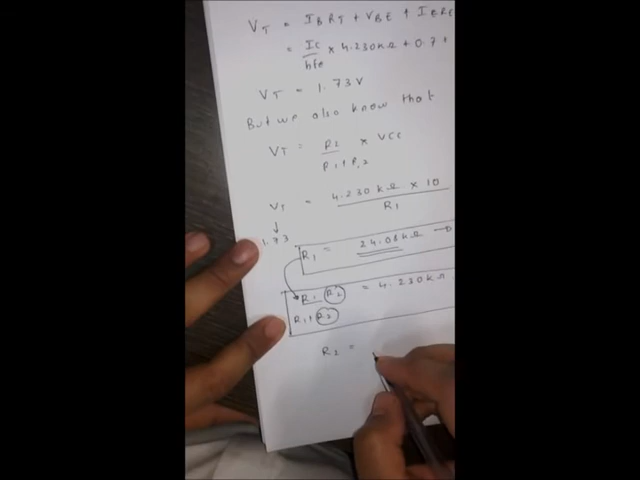 VT = IBRT + VBE + IERE
= IC/hfe × 4.230kΩ + 0.7 +
VT = 1.73V
But we also know that
VT = R2/R1+R2 × VCC
VT = 4.230 kΩ × 10/R1
↓
1.73
R1 = 24.08kΩ →
R1 R2/R1+R2 = 4.230kΩ
R2 =